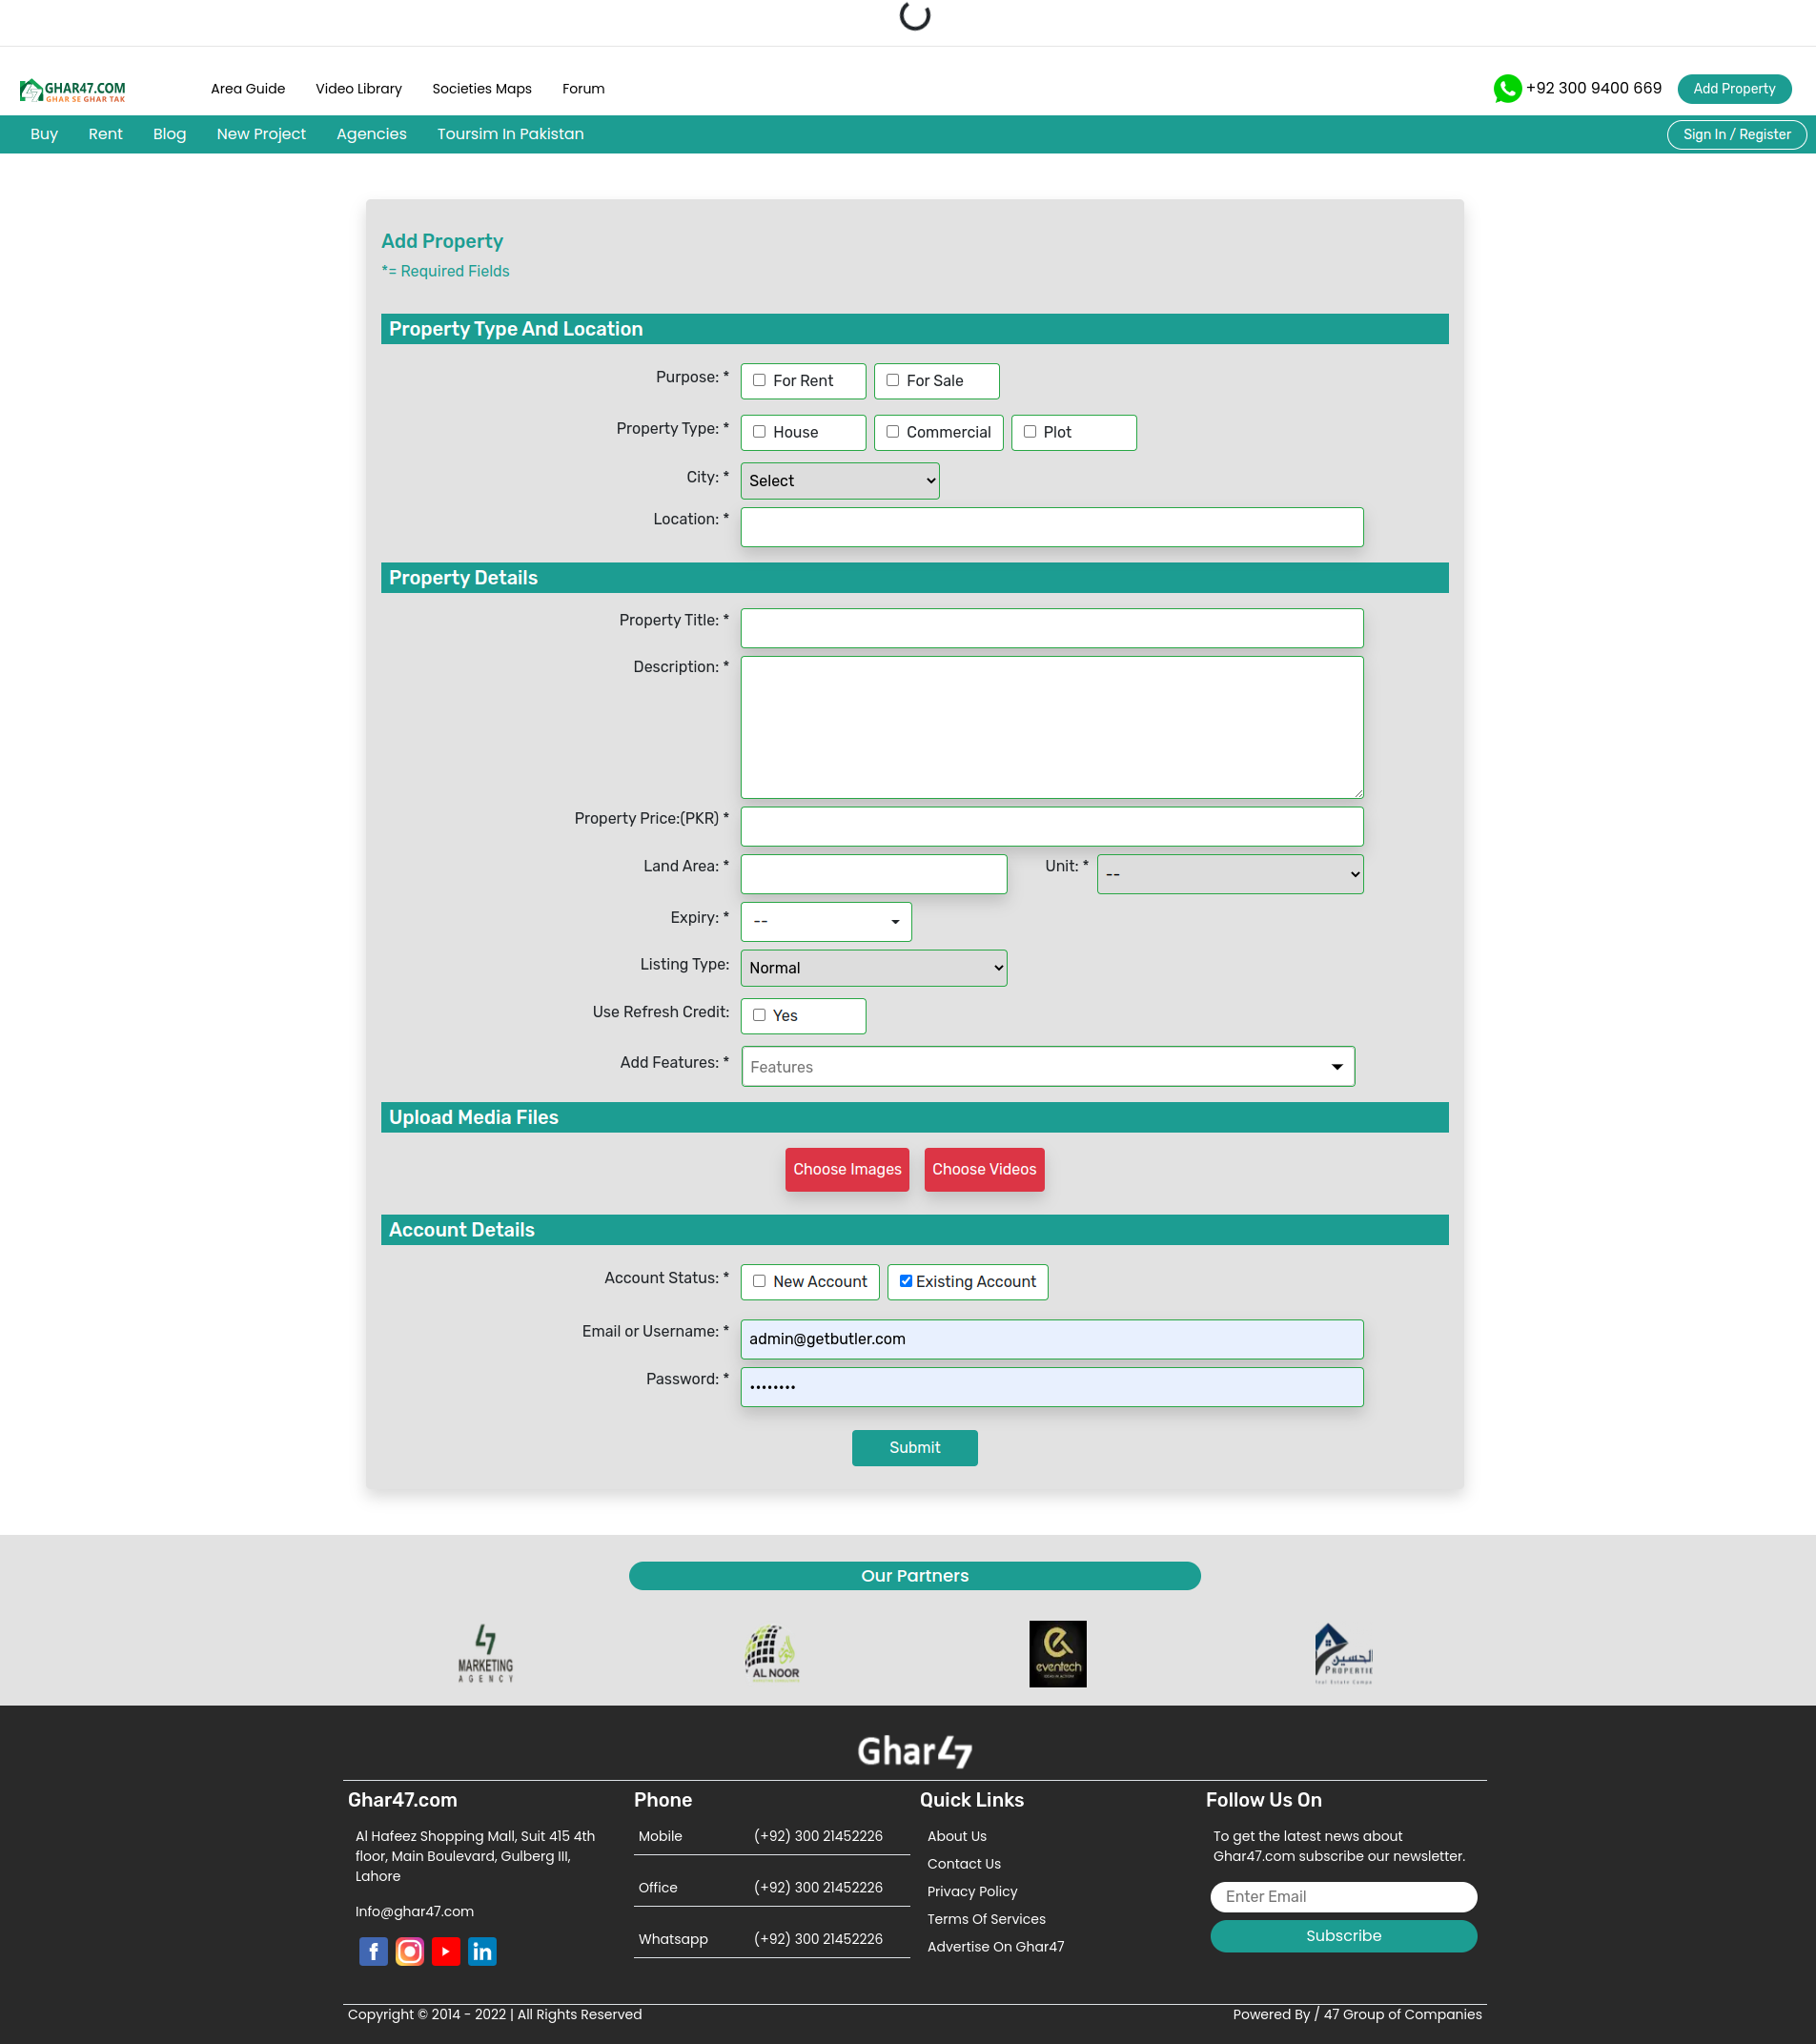 GHAR47.COM
GHAR SE GHAR TAK
Area Guide
Video Library
Societies Maps
Forum
+92 300 9400 669
Add Property
Buy
Rent
Blog
New Project
Agencies
Toursim In Pakistan
Sign In / Register
Add Property
*= Required Fields
Property Type And Location
Purpose: *
For Rent
For Sale
Property Type: *
House
Commercial
Plot
City: *
Select
Location: *
Property Details
Property Title: *
Description: *
Property Price:(PKR) *
Land Area: *
Unit: *
--
Expiry: *
--
Listing Type:
Normal
Use Refresh Credit:
Yes
Add Features: *
Features
Upload Media Files
Choose Images
Choose Videos
Account Details
Account Status: *
New Account
Existing Account
Email or Username: *
admin@getbutler.com
Password: *
••••••••
Submit
Our Partners
47
MARKETING
AGENCY
AL NOOR
eventech
الحسين
PROPERTIE
Ghar47
Ghar47.com
Al Hafeez Shopping Mall, Suit 415 4th
floor, Main Boulevard, Gulberg III,
Lahore
Info@ghar47.com
Phone
Mobile (+92) 300 21452226
Office (+92) 300 21452226
Whatsapp (+92) 300 21452226
Quick Links
About Us
Contact Us
Privacy Policy
Terms Of Services
Advertise On Ghar47
Follow Us On
To get the latest news about
Ghar47.com subscribe our newsletter.
Enter Email
Subscribe
Copyright © 2014 - 2022 | All Rights Reserved
Powered By / 47 Group of Companies